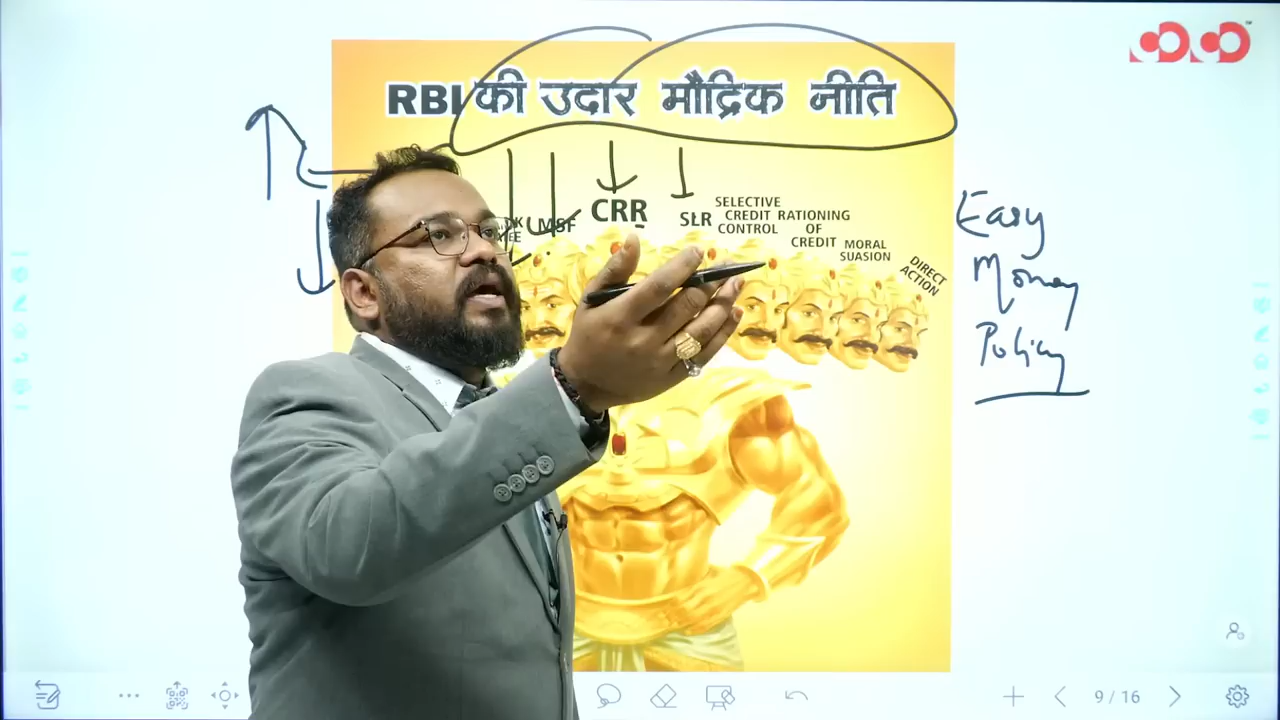 RBI की उदार मौद्रिक नीति
MSF
CRR
SLR
SELECTIVE
CREDIT
CONTROL
RATIONING
OF
CREDIT
MORAL
SUASION
DIRECT
ACTION
Easy
Money
Policy
9 / 16